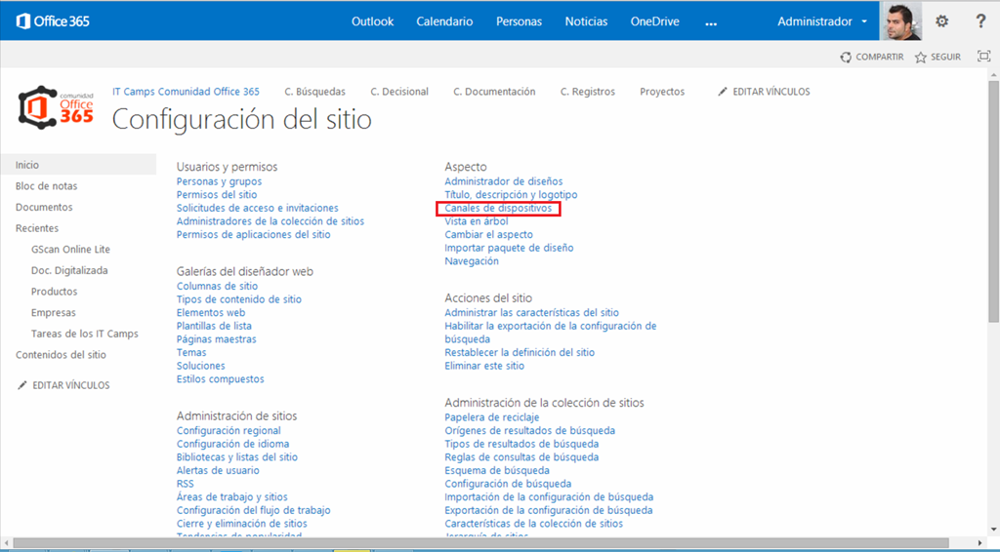 Office 365
Outlook Calendario Personas Noticias OneDrive ... Administrador ?
COMPARTIR SEGUIR
comunidad
Office
365
IT Camps Comunidad Office 365 C. Búsquedas C. Decisional C. Documentación C. Registros Proyectos EDITAR VÍNCULOS
Configuración del sitio
Inicio
Bloc de notas
Documentos
Recientes
GScan Online Lite
Doc. Digitalizada
Productos
Empresas
Tareas de los IT Camps
Contenidos del sitio
EDITAR VÍNCULOS
Usuarios y permisos
Personas y grupos
Permisos del sitio
Solicitudes de acceso e invitaciones
Administradores de la colección de sitios
Permisos de aplicaciones del sitio
Galerías del diseñador web
Columnas de sitio
Tipos de contenido de sitio
Elementos web
Plantillas de lista
Páginas maestras
Temas
Soluciones
Estilos compuestos
Administración de sitios
Configuración regional
Configuración de idioma
Bibliotecas y listas del sitio
Alertas de usuario
RSS
Áreas de trabajo y sitios
Configuración del flujo de trabajo
Cierre y eliminación de sitios
Tendencias de popularidad
Aspecto
Administrador de diseños
Título, descripción y logotipo
Canales de dispositivos
Vista en árbol
Cambiar el aspecto
Importar paquete de diseño
Navegación
Acciones del sitio
Administrar las características del sitio
Habilitar la exportación de la configuración de
búsqueda
Restablecer la definición del sitio
Eliminar este sitio
Administración de la colección de sitios
Papelera de reciclaje
Orígenes de resultados de búsqueda
Tipos de resultados de búsqueda
Reglas de consultas de búsqueda
Esquema de búsqueda
Configuración de búsqueda
Importación de la configuración de búsqueda
Exportación de la configuración de búsqueda
Características de la colección de sitios
Jerarquía de sitios